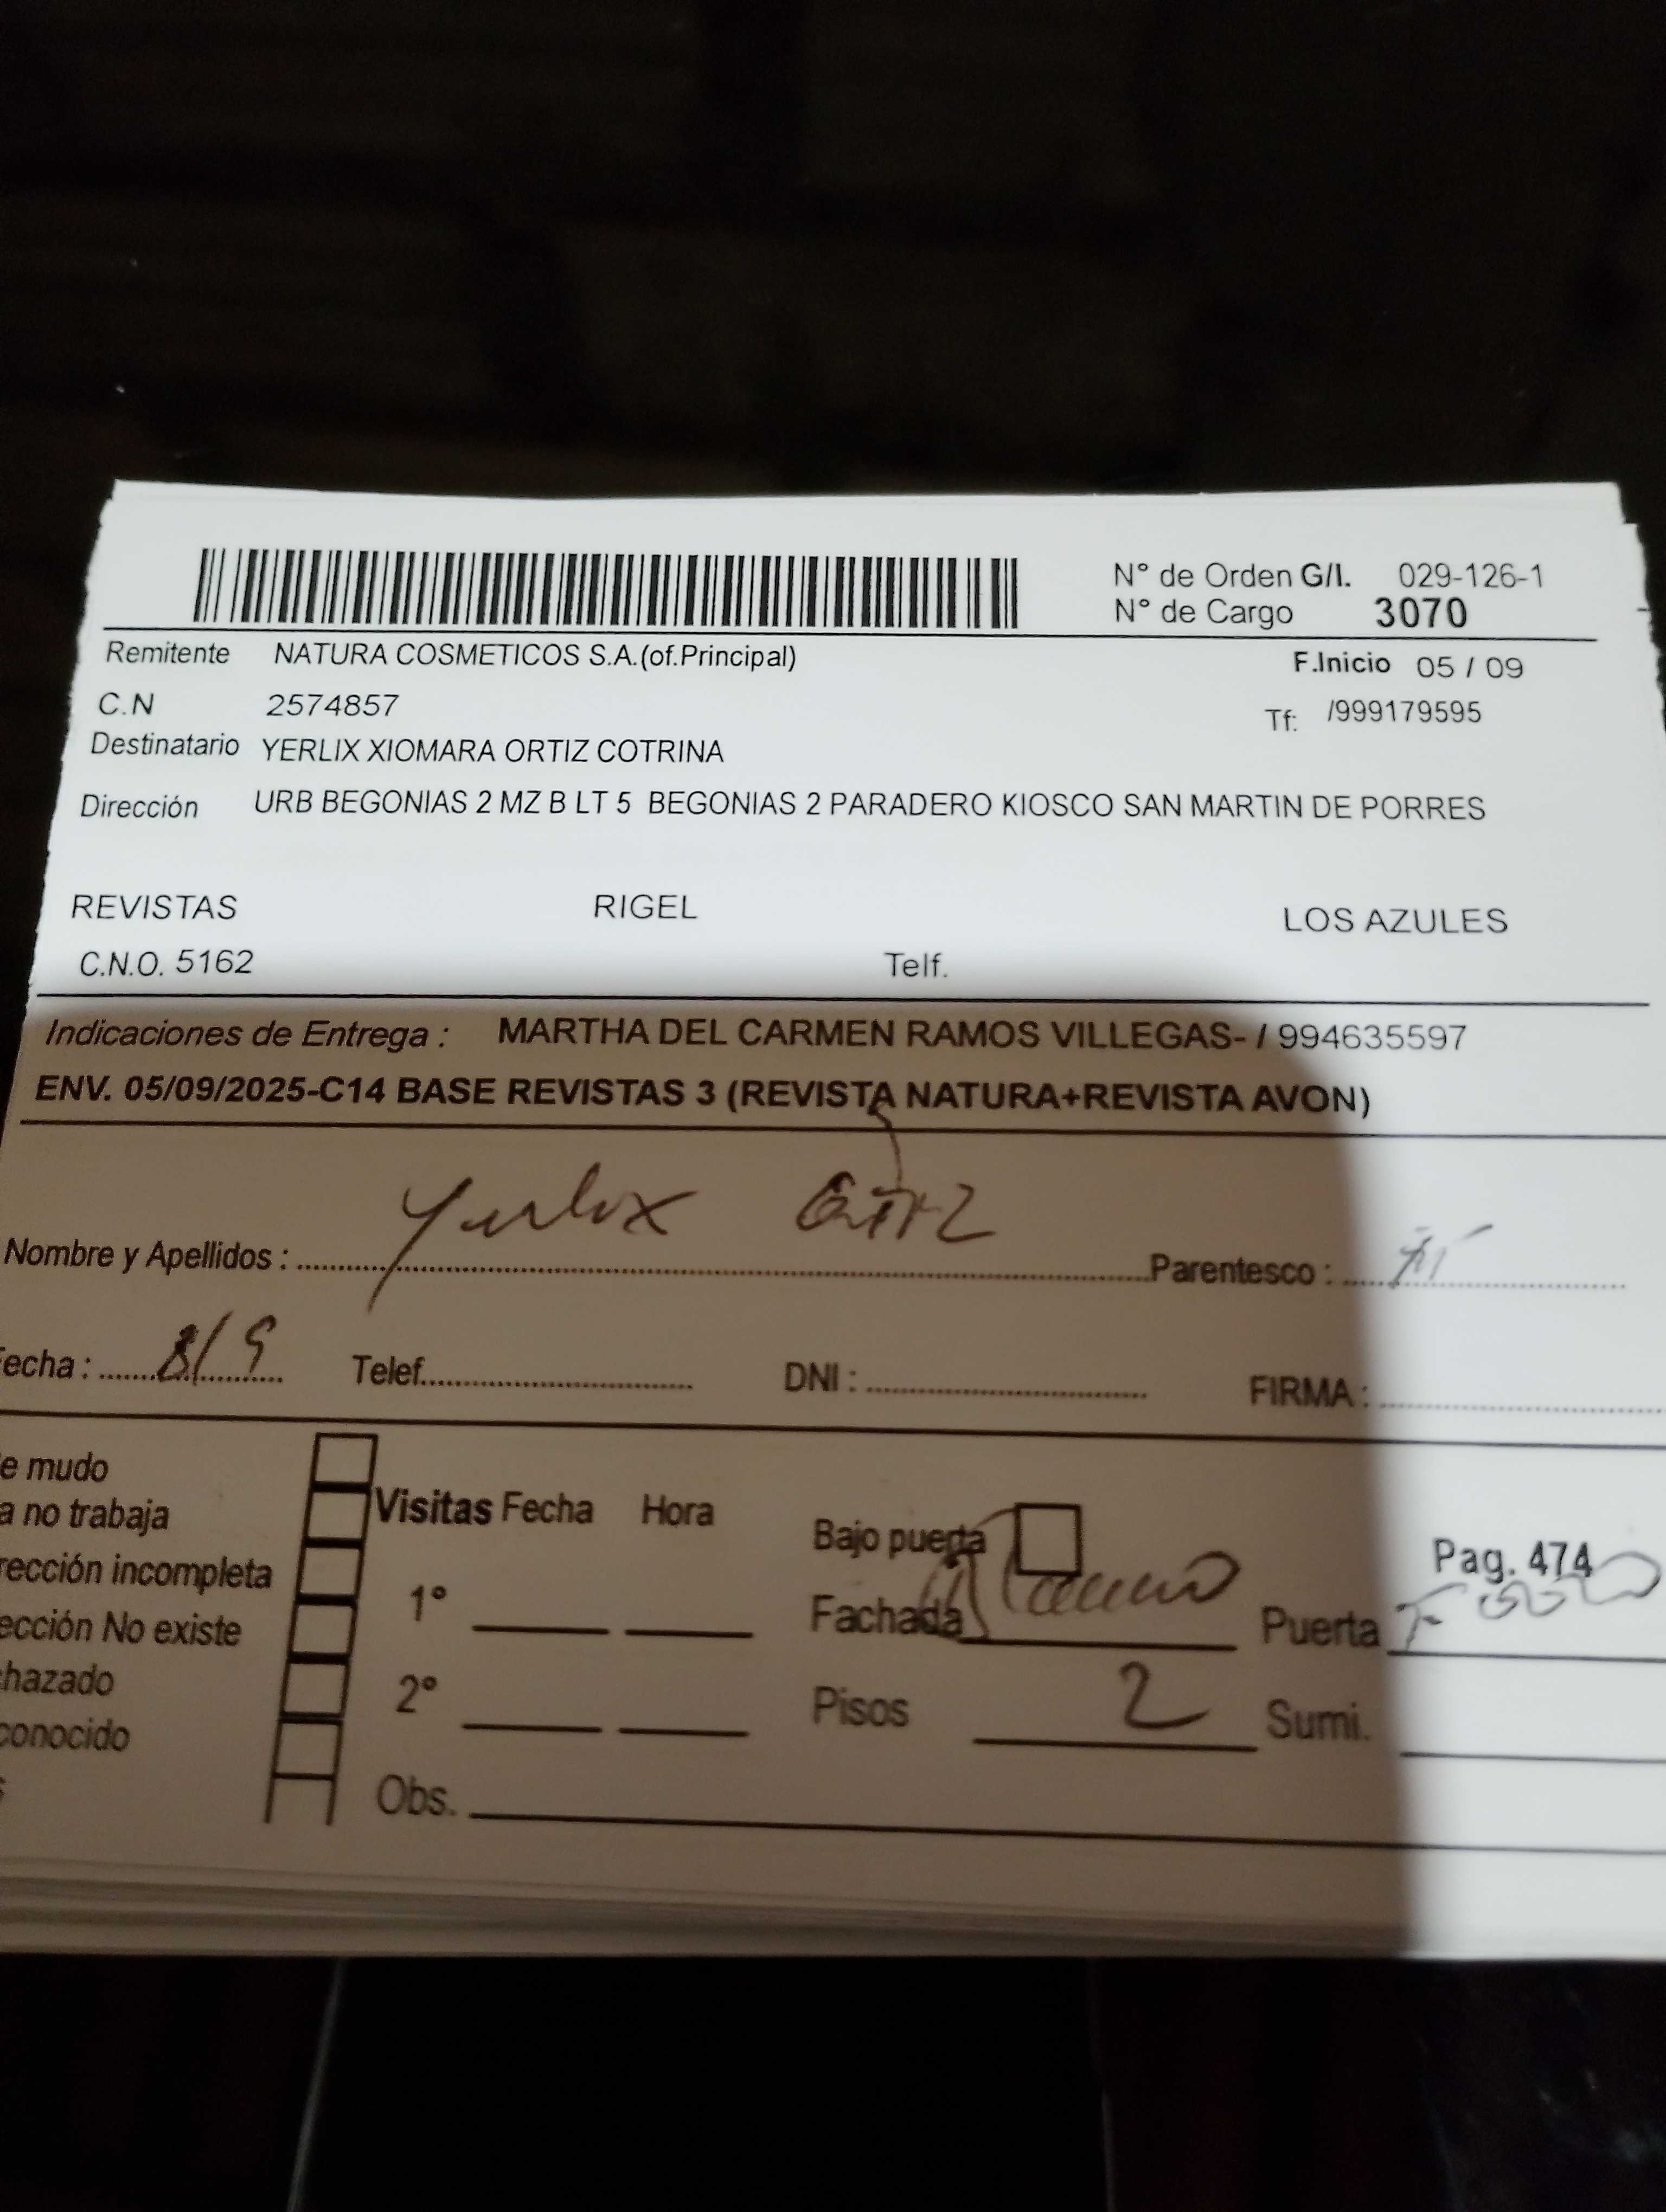 N° de Orden G/I. 029-126-1
N° de Cargo 3070
Remitente NATURA COSMETICOS S.A.(of.Principal) F.Inicio 05 / 09
C.N 2574857 Tf: /999179595
Destinatario YERLIX XIOMARA ORTIZ COTRINA
Dirección URB BEGONIAS 2 MZ B LT 5 BEGONIAS 2 PARADERO KIOSCO SAN MARTIN DE PORRES
REVISTAS RIGEL LOS AZULES
C.N.O. 5162 Telf.
Indicaciones de Entrega : MARTHA DEL CARMEN RAMOS VILLEGAS- / 994635597
ENV. 05/09/2025-C14 BASE REVISTAS 3 (REVISTA NATURA+REVISTA AVON)
Nombre y Apellidos : Yerlix Ortiz Parentesco :
echa : 8/9 Telef. DNI : FIRMA :
e mudo
a no trabaja Visitas Fecha Hora Bajo puerta Pag. 474
rección incompleta 1° Fachada Puerta
ección No existe
hazado 2° Pisos 2 Sumi.
conocido
Obs.